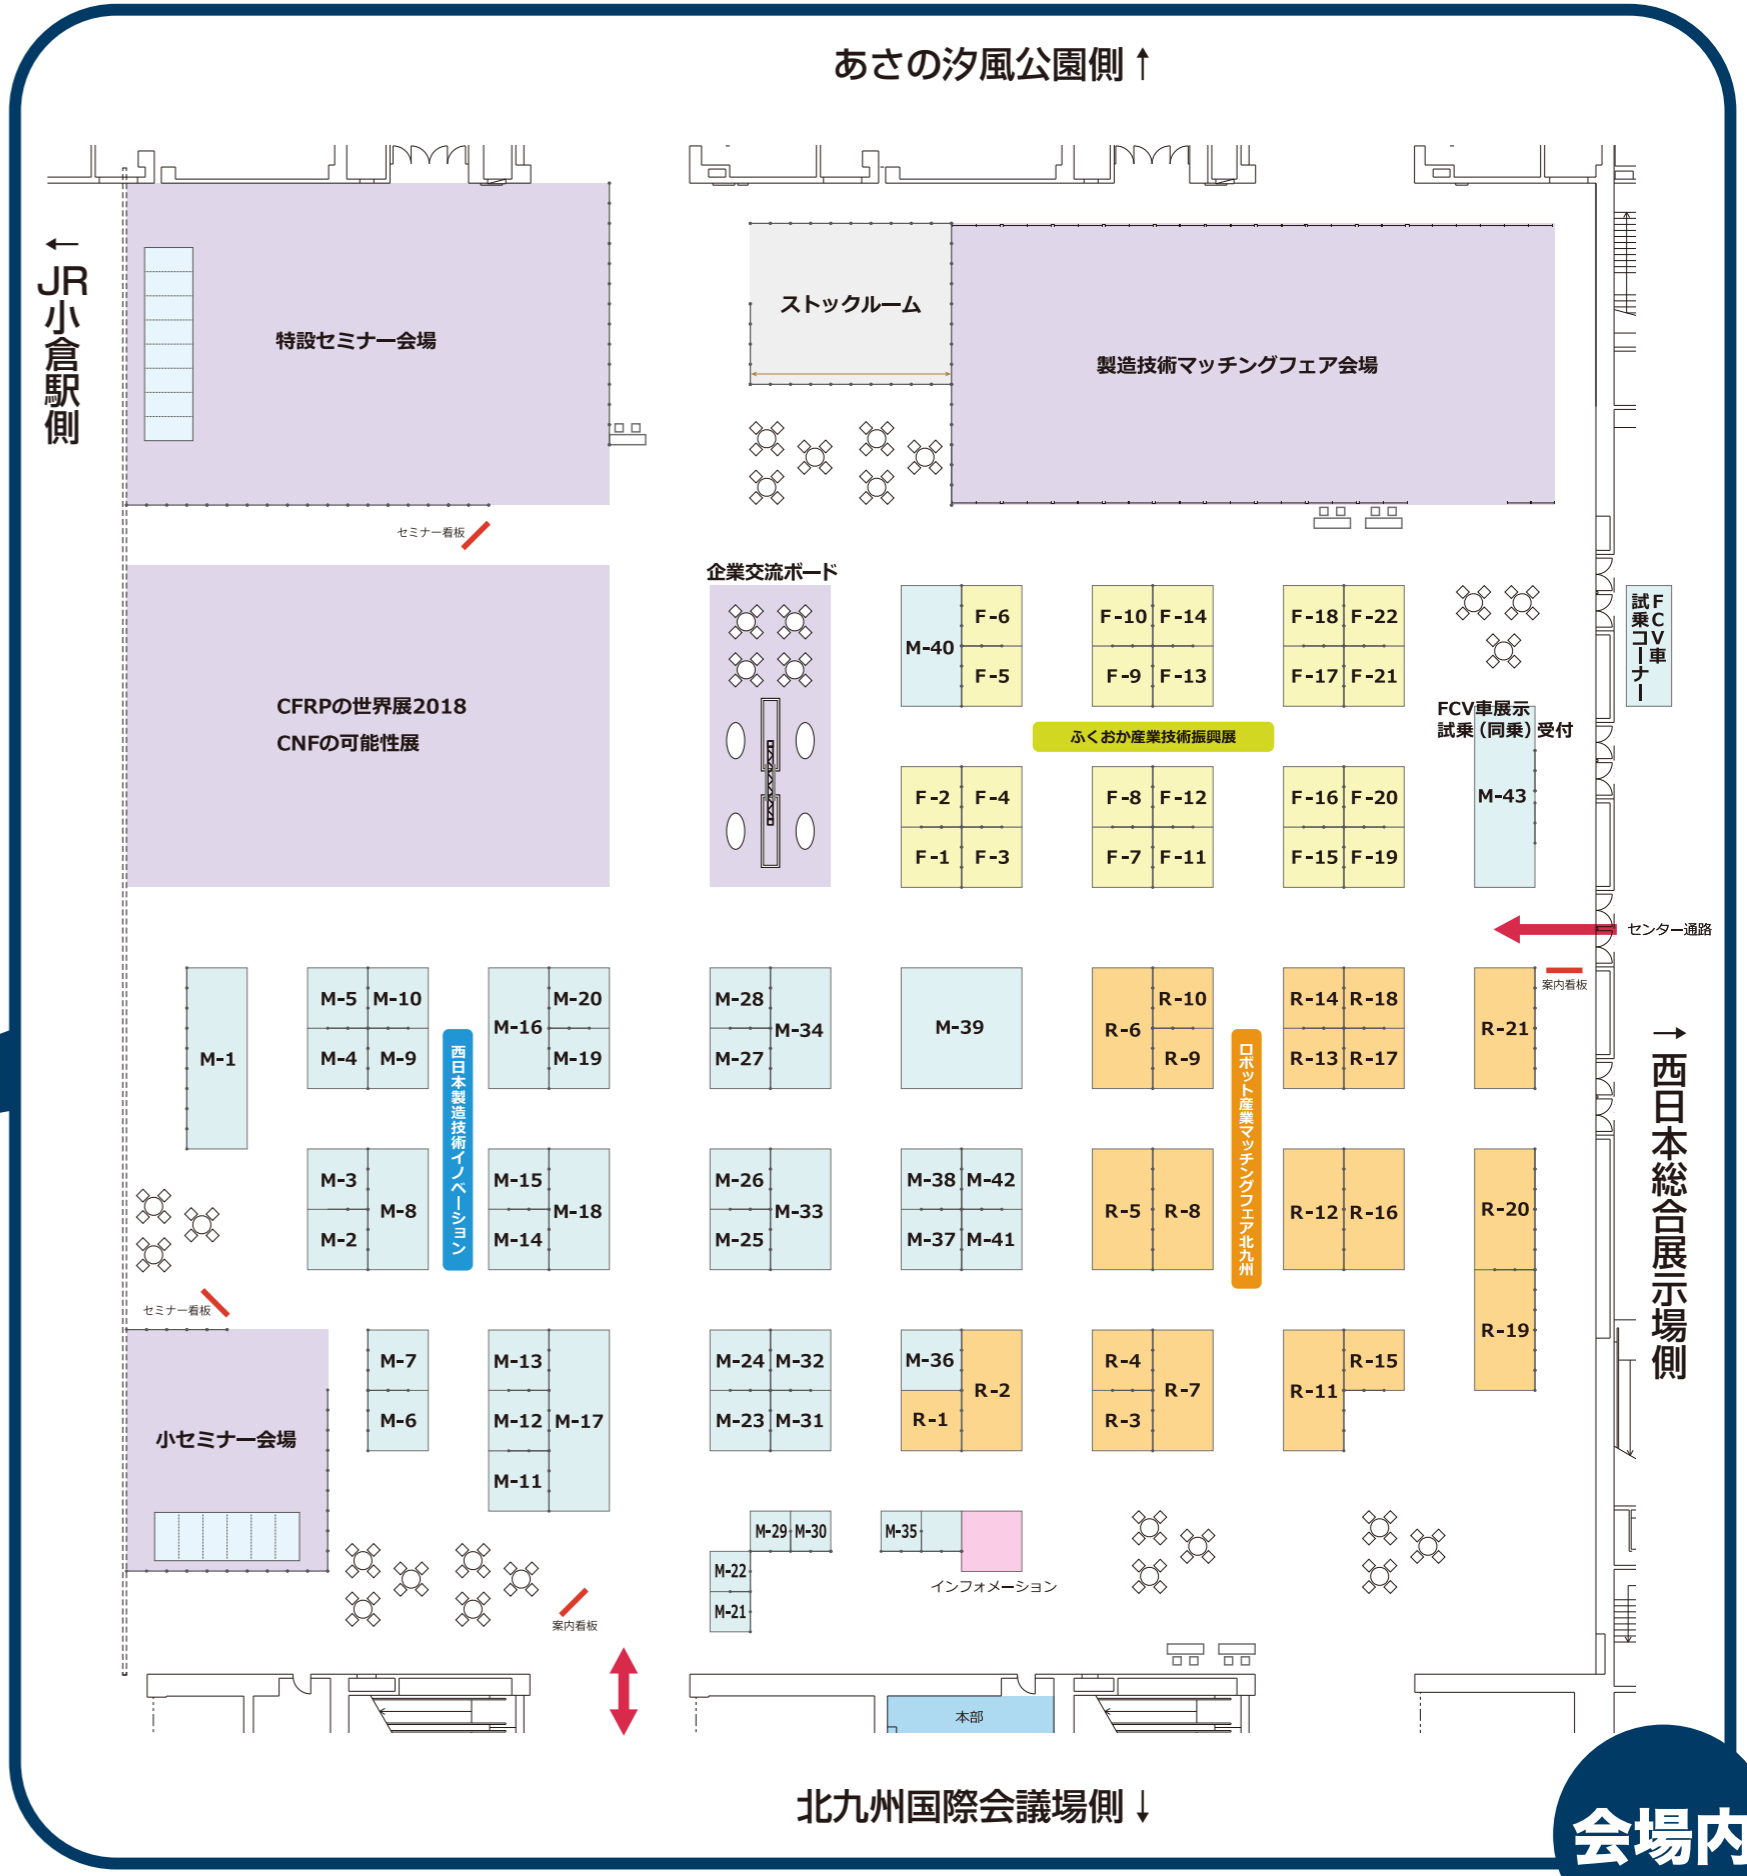 あさの汐風公園側↑
←JR小倉駅側
特設セミナー会場
ストックルーム
製造技術マッチングフェア会場
セミナー看板
企業交流ボード
CFRPの世界展2018
CNFの可能性展
M-40
F-6
F-5
F-10
F-14
F-9
F-13
F-18
F-22
F-17
F-21
FCV車
試乗コーナー
ふくおか産業技術振興展
FCV車展示
試乗（同乗）受付
M-43
F-2
F-4
F-1
F-3
F-8
F-12
F-7
F-11
F-16
F-20
F-15
F-19
センター通路
案内看板
M-1
M-5
M-10
M-4
M-9
M-16
M-20
M-19
M-28
M-27
M-34
M-39
R-6
R-10
R-9
R-14
R-18
R-13
R-17
R-21
西日本製造技術イノベーション
ロボット産業マッチングフェア北九州
→西日本総合展示場側
M-3
M-2
M-8
M-15
M-14
M-18
M-26
M-25
M-33
M-38
M-42
M-37
M-41
R-5
R-8
R-12
R-16
R-20
R-19
セミナー看板
小セミナー会場
M-7
M-6
M-13
M-12
M-11
M-17
M-24
M-32
M-23
M-31
M-36
R-1
R-2
R-4
R-3
R-7
R-11
R-15
M-29
M-30
M-22
M-21
M-35
インフォメーション
案内看板
本部
北九州国際会議場側↓
会場内